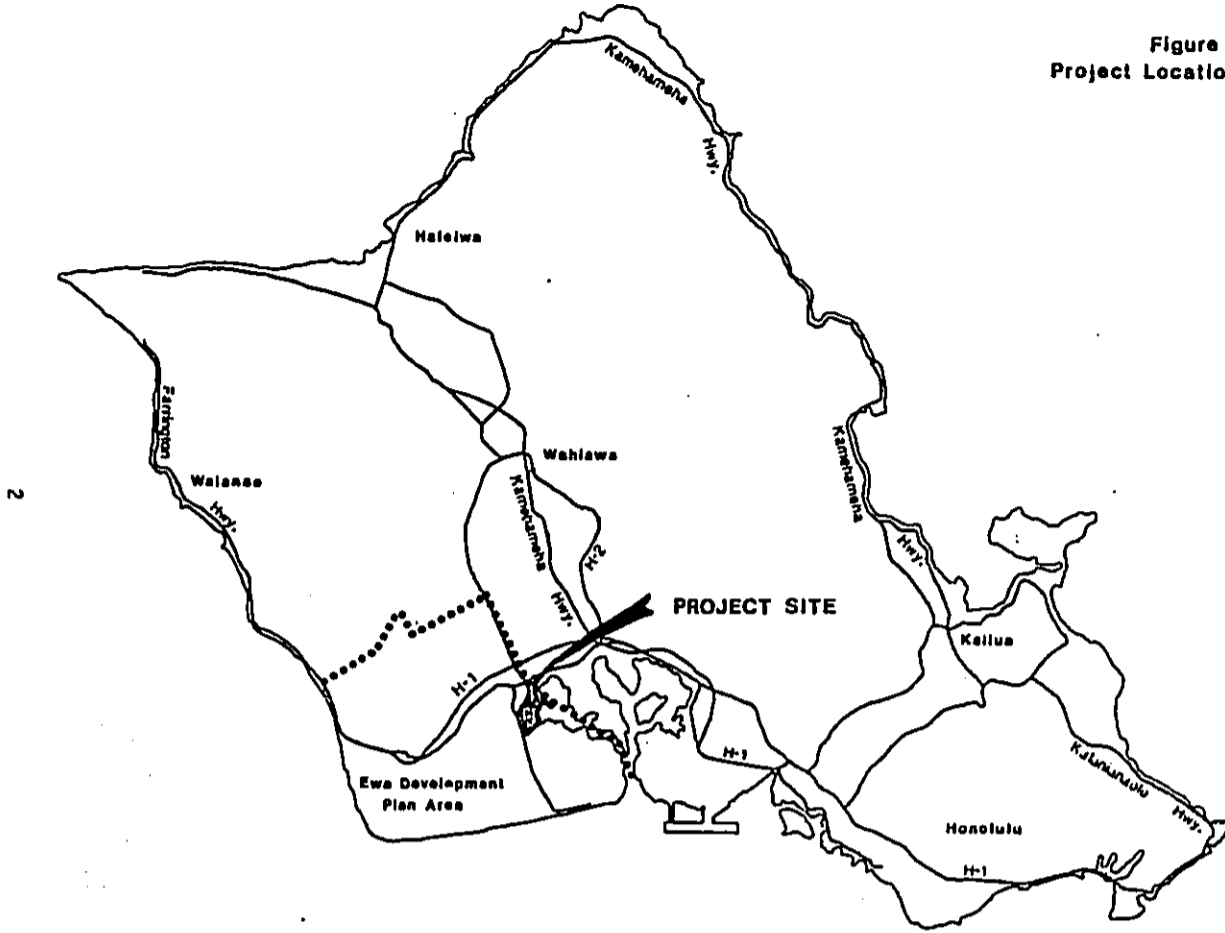 Figure
Project Locatio
Kamehameha
Hwy.
Haleiwa
Farrington
Hwy.
Waianae
Wahiawa
Kamehameha
Hwy.
H-2
PROJECT SITE
Kamehameha
Hwy.
Kailua
H-1
H-1
Ewa Development
Plan Area
Kalanianaole
Hwy.
Honolulu
H-1
2